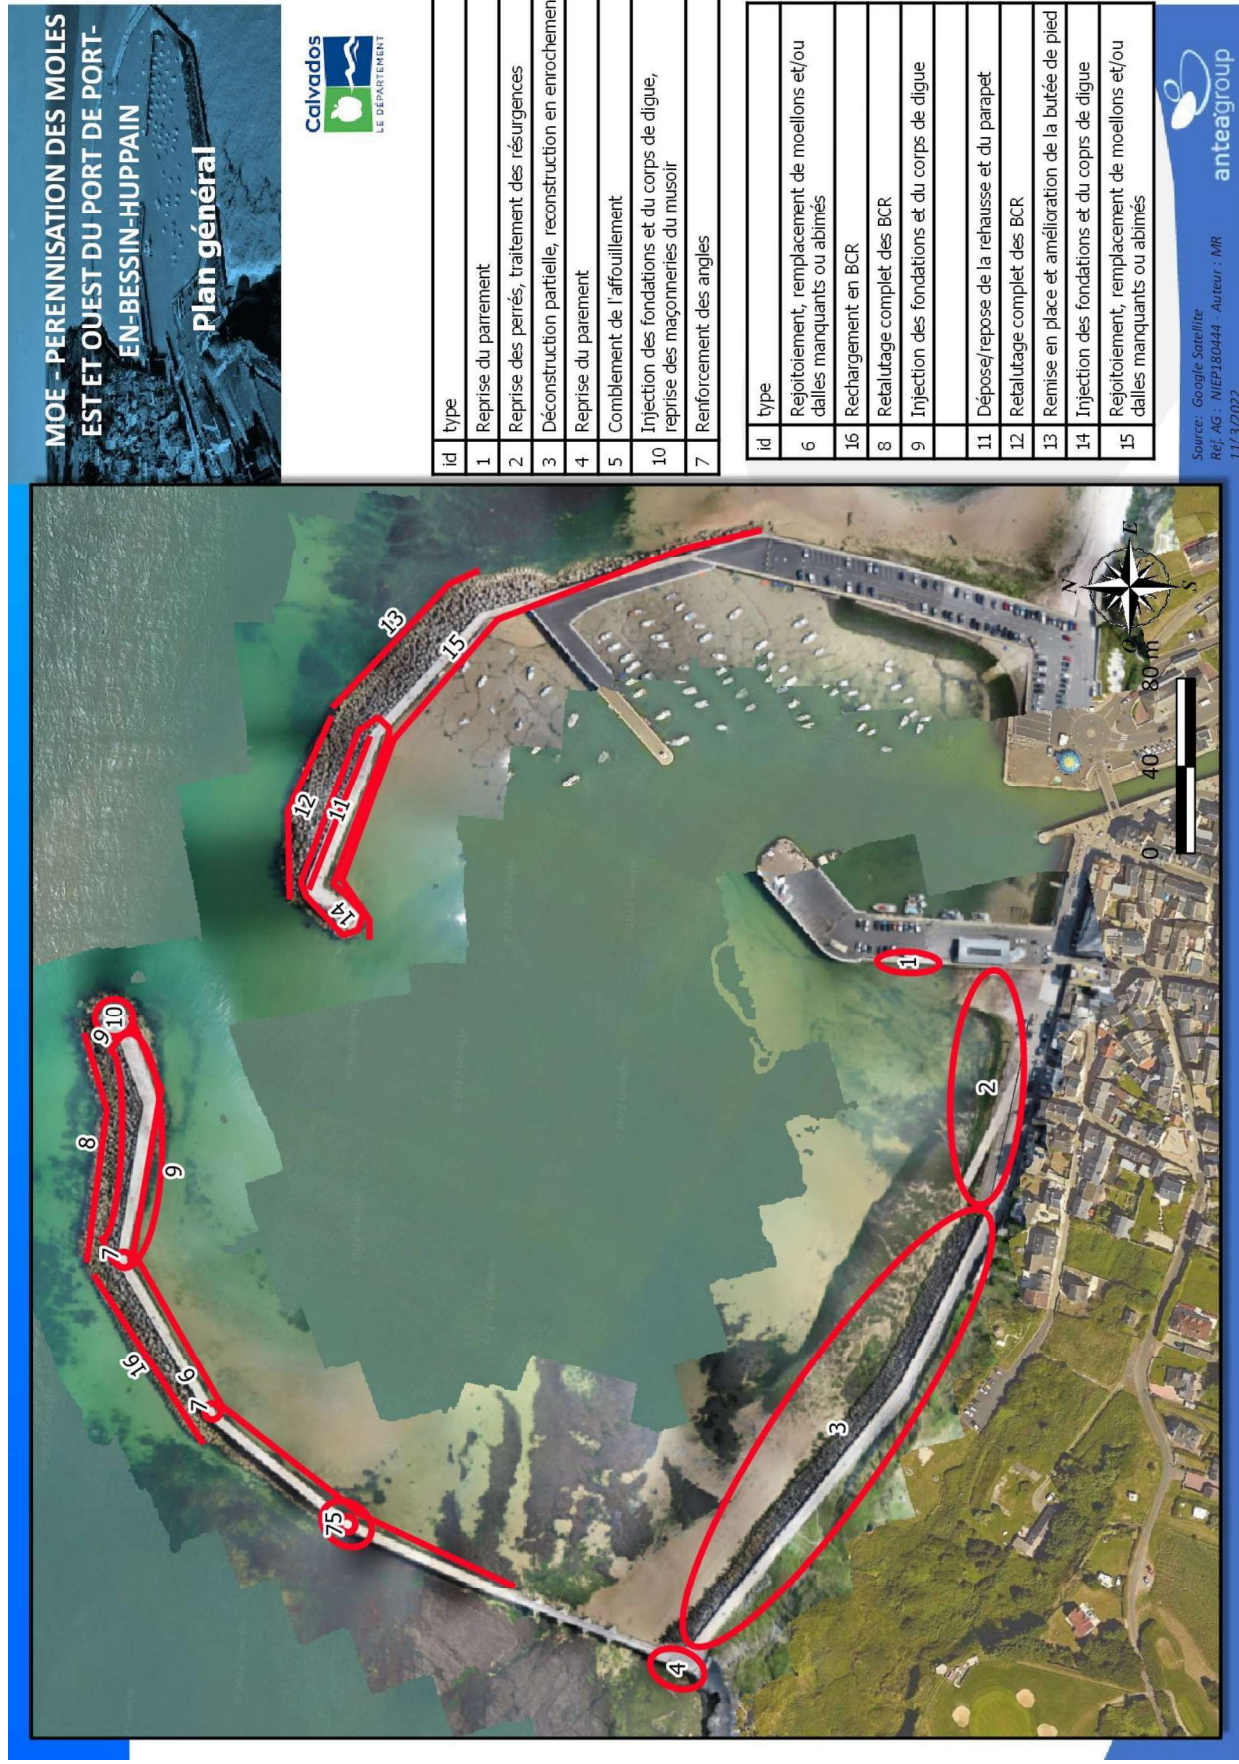 MOE - PERENNISATION DES MOLES
EST ET OUEST DU PORT DE PORT-
EN-BESSIN-HUPPAIN
Plan général
Calvados
LE DÉPARTEMENT
id type
1 Reprise du parrement
2 Reprise des perrés, traitement des résurgences
3 Déconstruction partielle, reconstruction en enrochemen
4 Reprise du parement
5 Comblement de l'affouillement
10 Injection des fondations et du corps de digue,
reprise des maçonneries du musoir
7 Renforcement des angles
id type
6 Rejoitoiement, remplacement de moellons et/ou
dalles manquants ou abimés
16 Rechargement en BCR
8 Retalutage complet des BCR
9 Injection des fondations et du corps de digue
11 Dépose/repose de la rehausse et du parapet
12 Retalutage complet des BCR
13 Remise en place et amélioration de la butée de pied
14 Injection des fondations et du coprs de digue
15 Rejoitoiement, remplacement de moellons et/ou
dalles manquants ou abimés
Source: Google Satellite
Réf. AG : NIEP180444 - Auteur : MR
11/ 3/2022
anteagroup
8
9
10
7
9
16
6
7
7 5
4
3
2
1
12
13
11
14
15
N
E
S
O
0 40 80 m